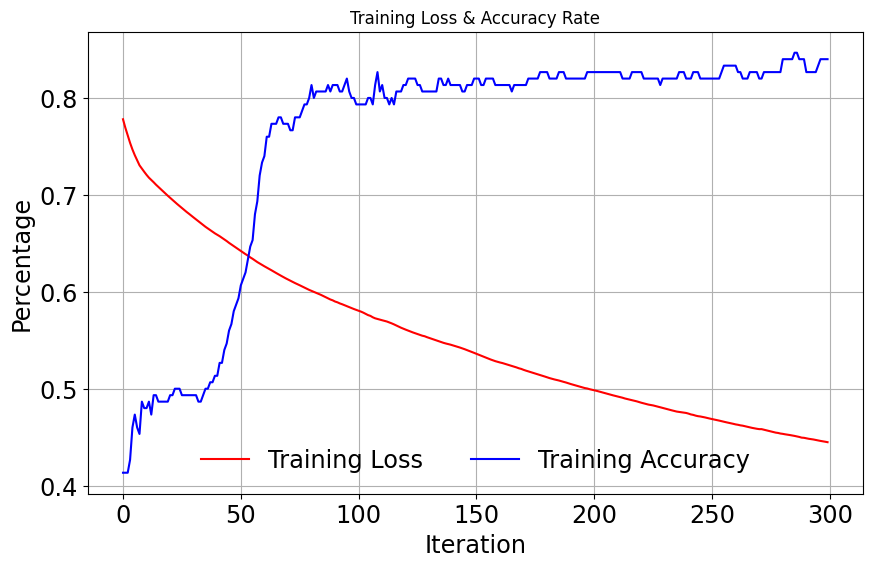 Training Loss & Accuracy Rate
Percentage
0.8
0.7
0.6
0.5
0.4
Training Loss
Training Accuracy
0 50 100 150 200 250 300
Iteration